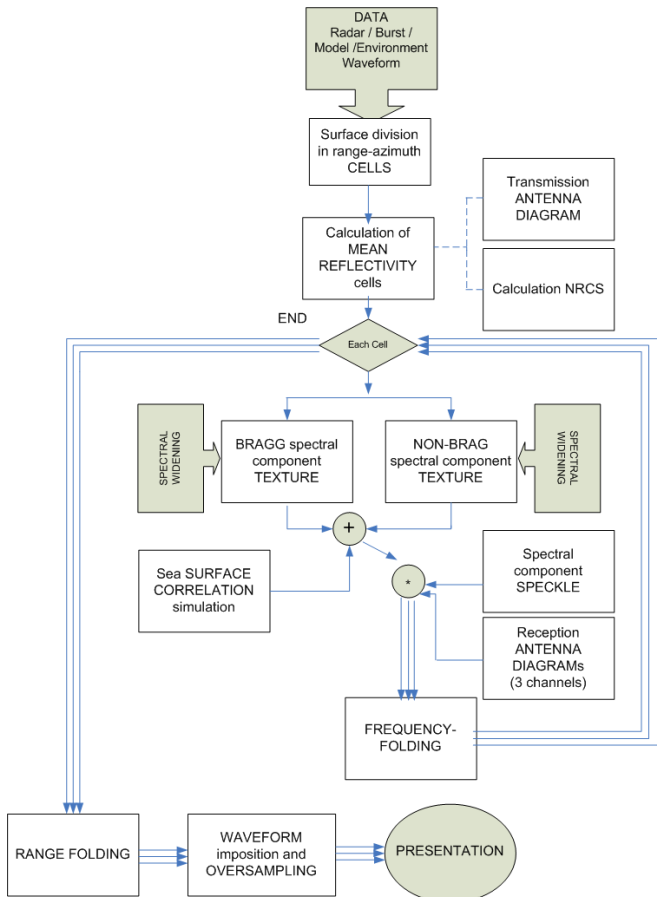 DATA
Radar / Burst /
Model /Environment
Waveform
Surface division
in range-azimuth
CELLS
Transmission
ANTENNA
DIAGRAM
Calculation of
MEAN
REFLECTIVITY
cells
Calculation NRCS
END
Each Cell
SPECTRAL
WIDENING
BRAGG spectral
component
TEXTURE
NON-BRAG
spectral component
TEXTURE
SPECTRAL
WIDENING
+
Sea SURFACE
CORRELATION
simulation
*
Spectral
component
SPECKLE
Reception
ANTENNA
DIAGRAMs
(3 channels)
FREQUENCY-
FOLDING
RANGE FOLDING
WAVEFORM
imposition and
OVERSAMPLING
PRESENTATION